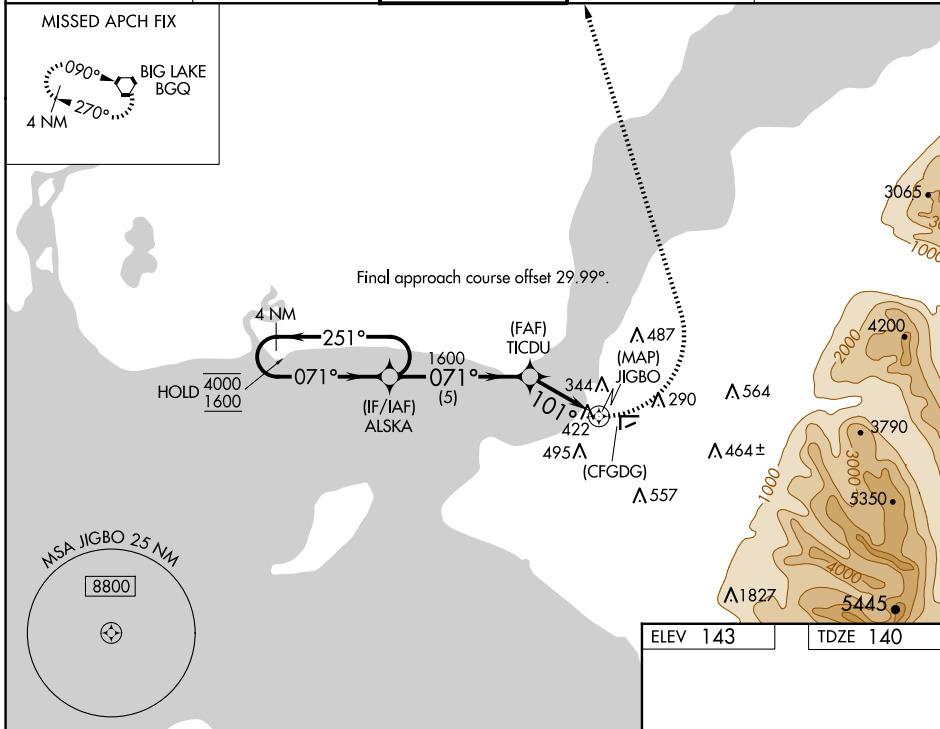 MISSED APCH FIX
090°
BIG LAKE
BGQ
270°
4 NM
3065
1000
Final approach course offset 29.99°.
4 NM
251°
HOLD 4000
1600
071°
(IF/IAF)
ALSKA
1600
071°
(5)
(FAF)
TICDU
101°
487
(MAP)
JIGBO
344
290
422
495
(CFGDG)
557
564
464±
4200
2000
3790
3000
1000
5350
4000
1827
5445
MSA JIGBO 25 NM
8800
ELEV 143
TDZE 140